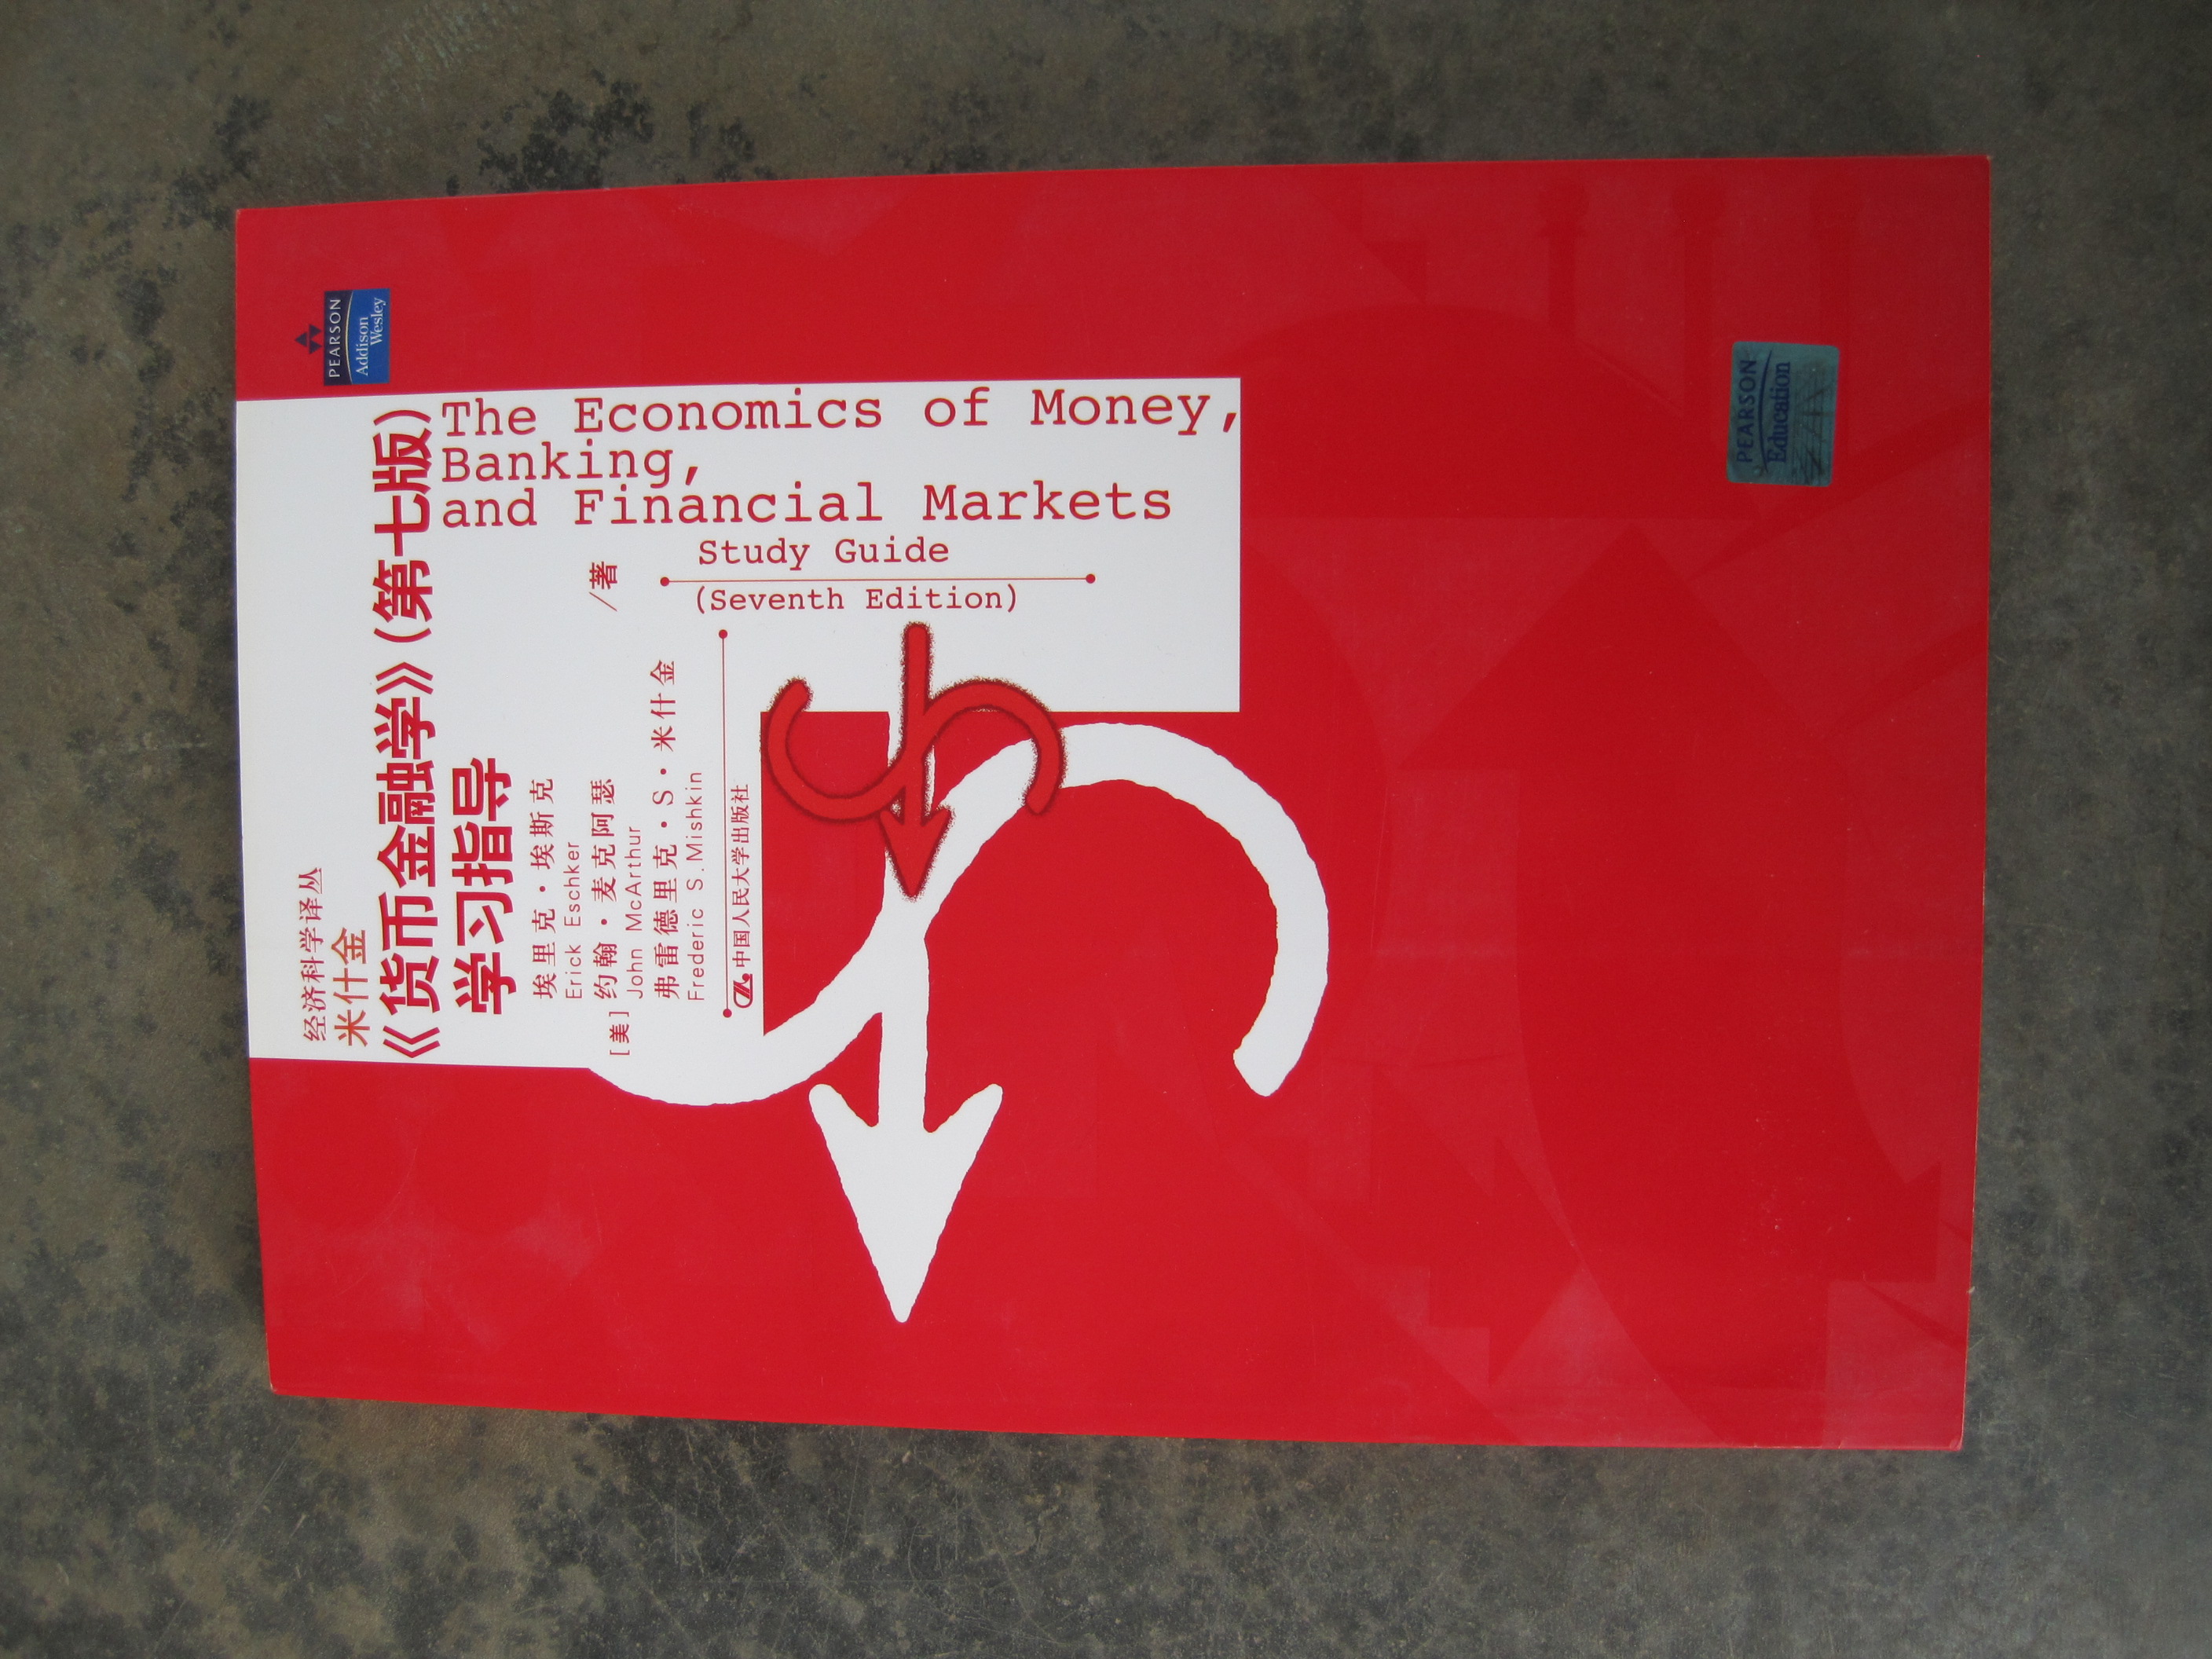 PEARSON
Addison
Wesley
经济科学译丛
米什金
《货币金融学》(第七版)
学习指导
The Economics of Money,
Banking,
and Financial Markets
Study Guide
(Seventh Edition)
埃里克·埃斯克
Erick Eschker
[美] 约翰·麦克阿瑟 /著
John McArthur
弗雷德里克·S·米什金
Frederic S.Mishkin
中国人民大学出版社
PEARSON
Education